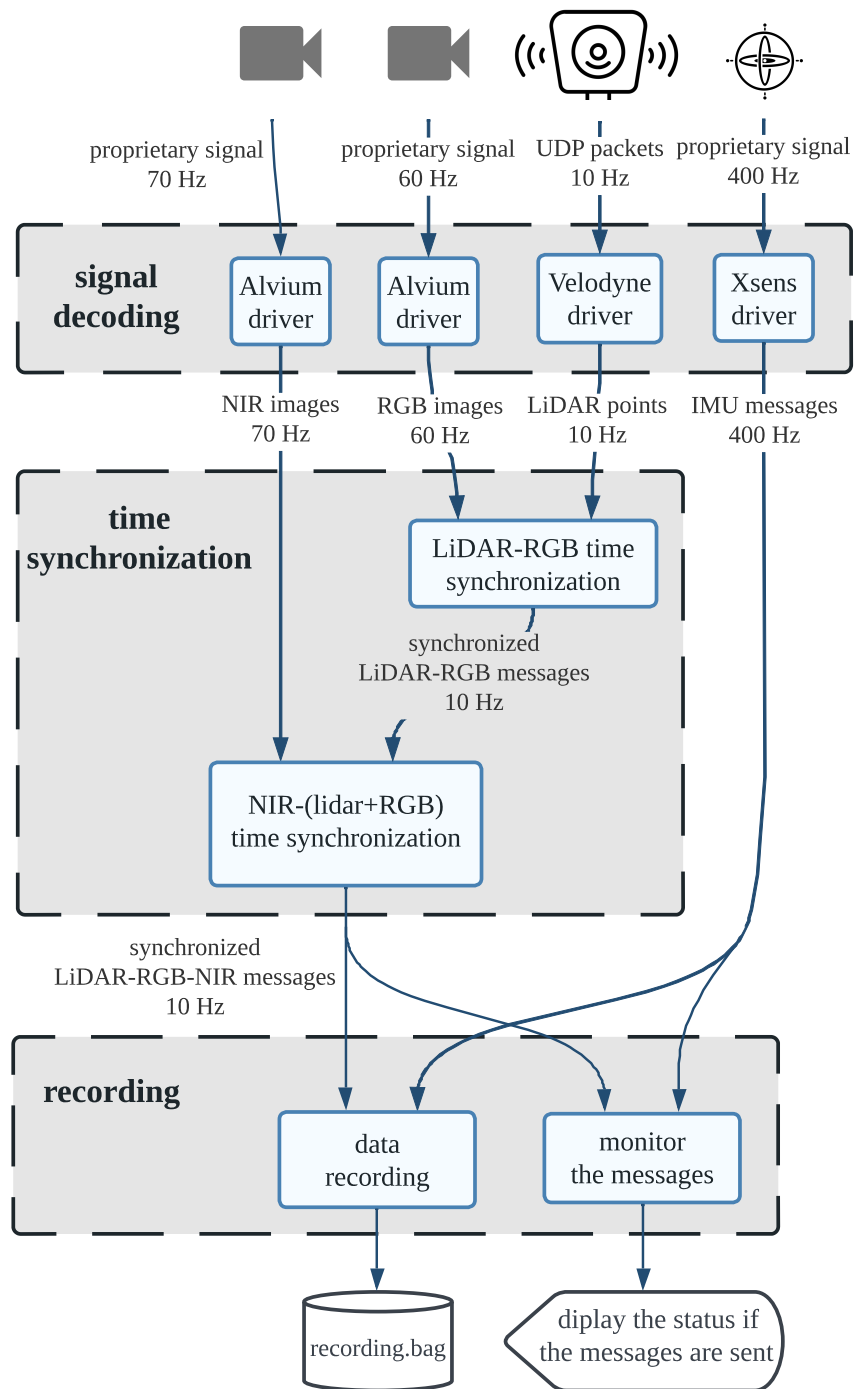 proprietary signal
70 Hz
proprietary signal
60 Hz
UDP packets
10 Hz
proprietary signal
400 Hz
signal
decoding
Alvium
driver
Alvium
driver
Velodyne
driver
Xsens
driver
NIR images
70 Hz
RGB images
60 Hz
LiDAR points
10 Hz
IMU messages
400 Hz
time
synchronization
LiDAR-RGB time
synchronization
synchronized
LiDAR-RGB messages
10 Hz
NIR-(lidar+RGB)
time synchronization
synchronized
LiDAR-RGB-NIR messages
10 Hz
recording
data
recording
monitor
the messages
recording.bag
diplay the status if
the messages are sent